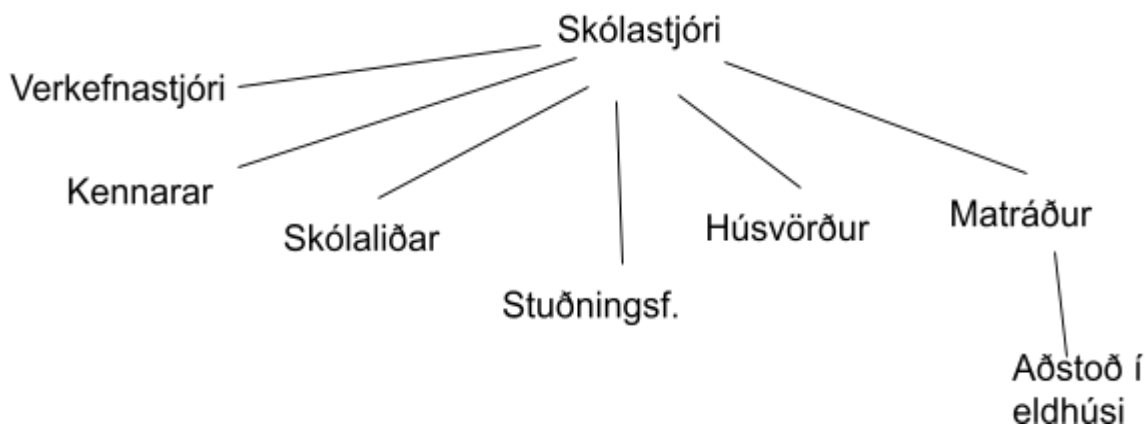 Skólastjóri
Verkefnastjóri
Kennarar
Skólaliðar
Stuðningsf.
Húsvörður
Matráður
Aðstoð í
eldhúsi